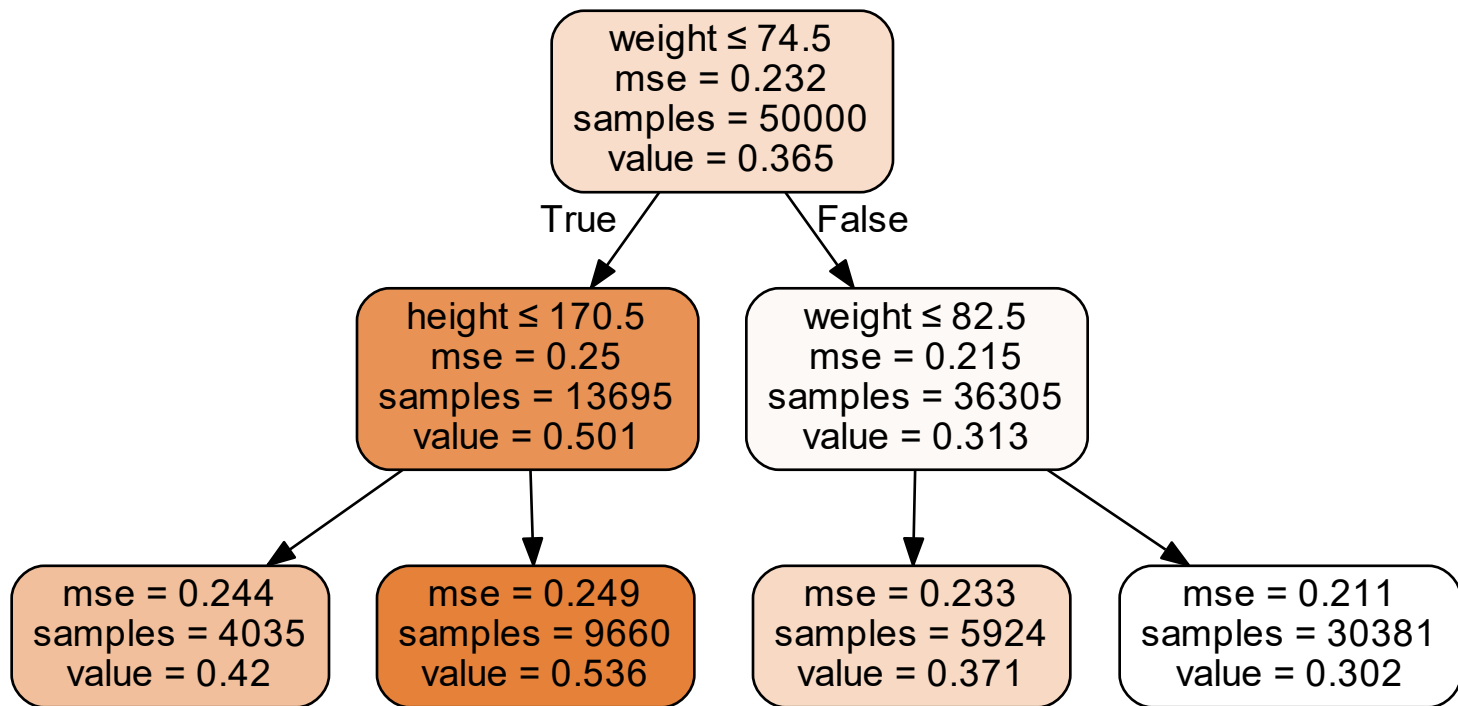 weight ≤ 74.5
mse = 0.232
samples = 50000
value = 0.365
True
False
height ≤ 170.5
mse = 0.25
samples = 13695
value = 0.501
weight ≤ 82.5
mse = 0.215
samples = 36305
value = 0.313
mse = 0.244
samples = 4035
value = 0.42
mse = 0.249
samples = 9660
value = 0.536
mse = 0.233
samples = 5924
value = 0.371
mse = 0.211
samples = 30381
value = 0.302